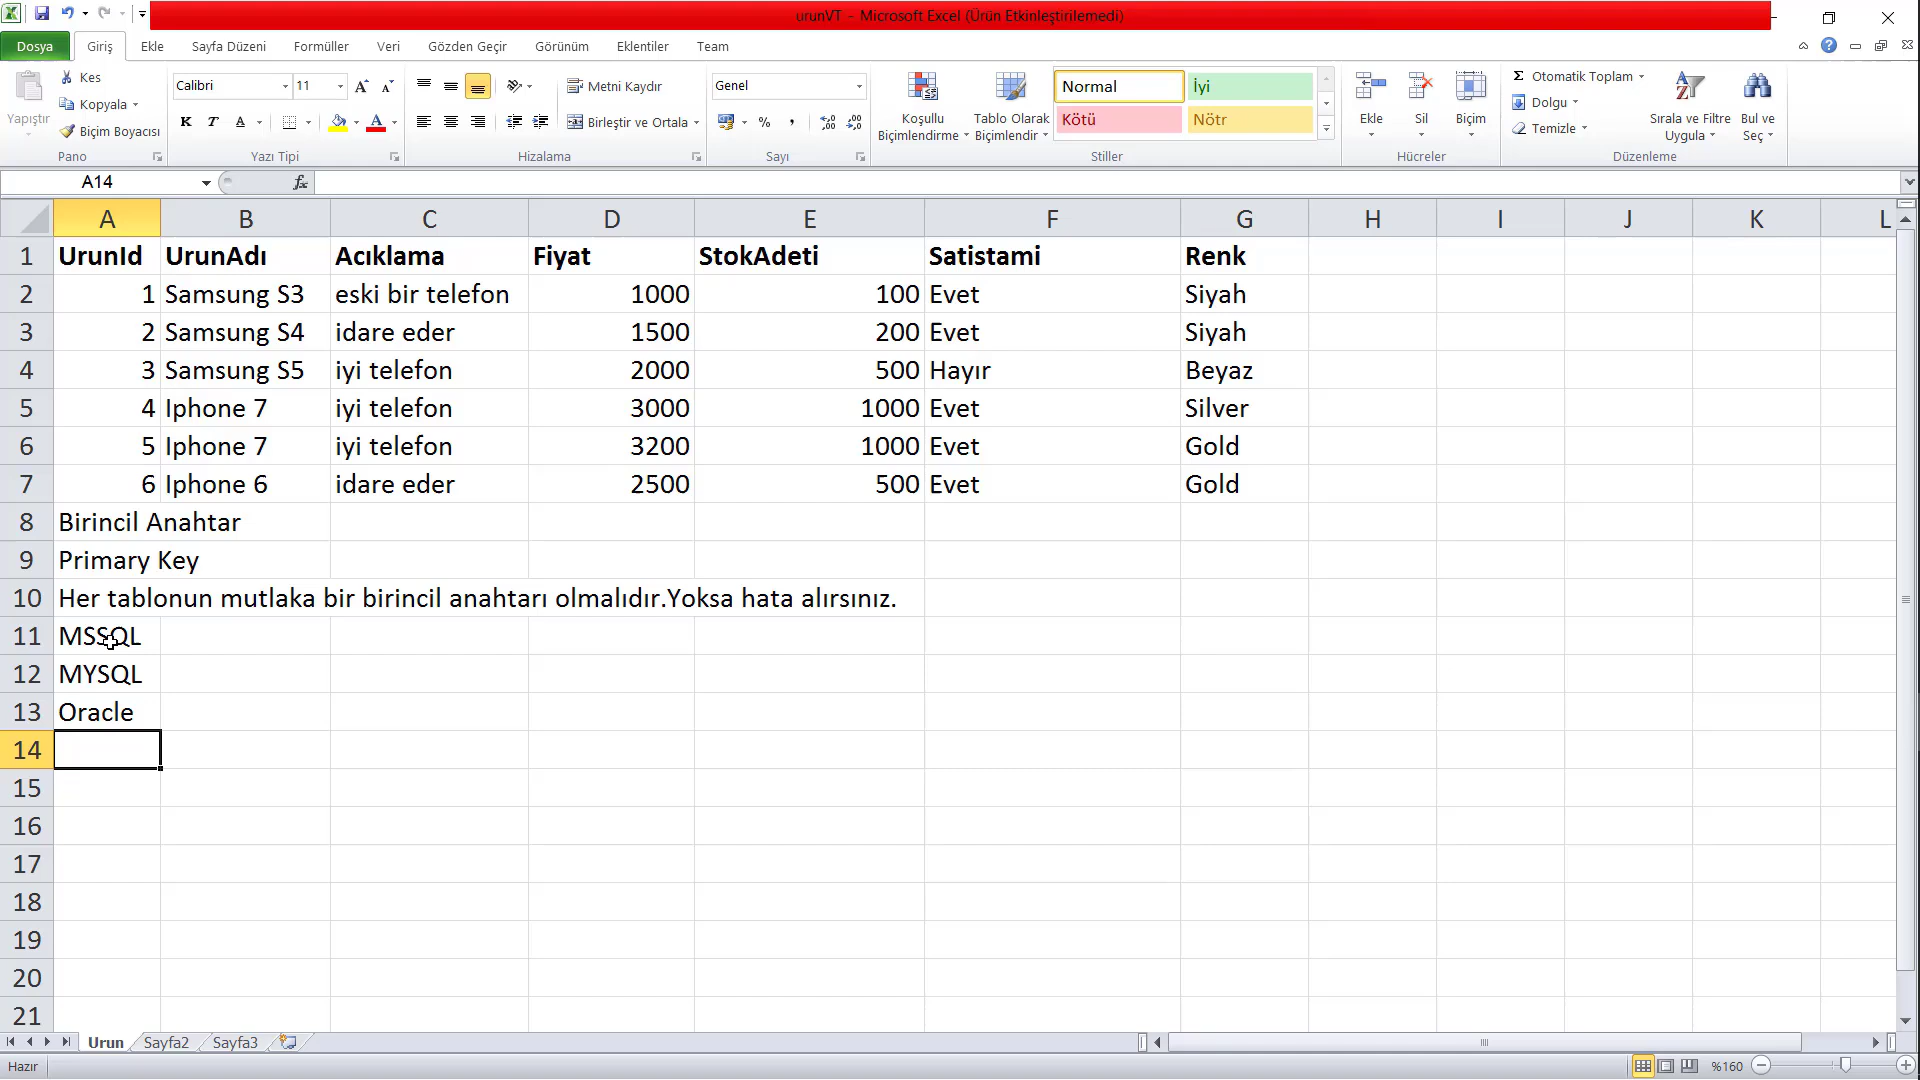 urunVT - Microsoft Excel (Ürün Etkinleştirilemedi)
Dosya Giriş Ekle Sayfa Düzeni Formüller Veri Gözden Geçir Görünüm Eklentiler Team
Yapıştır
Kes
Kopyala
Biçim Boyacısı
Pano
Calibri 11
K T A
Yazı Tipi
Metni Kaydır
Birleştir ve Ortala
Hizalama
Genel
%
Sayı
Koşullu Biçimlendirme
Tablo Olarak Biçimlendir
Normal İyi
Kötü Nötr
Stiller
Ekle Sil Biçim
Hücreler
Otomatik Toplam
Dolgu
Temizle
Sırala ve Filtre Uygula
Bul ve Seç
Düzenleme
A14 fx
A B C D E F G H I J K L
1 UrunId UrunAdı Acıklama Fiyat StokAdeti Satistami Renk
2 1 Samsung S3 eski bir telefon 1000 100 Evet Siyah
3 2 Samsung S4 idare eder 1500 200 Evet Siyah
4 3 Samsung S5 iyi telefon 2000 500 Hayır Beyaz
5 4 Iphone 7 iyi telefon 3000 1000 Evet Silver
6 5 Iphone 7 iyi telefon 3200 1000 Evet Gold
7 6 Iphone 6 idare eder 2500 500 Evet Gold
8 Birincil Anahtar
9 Primary Key
10 Her tablonun mutlaka bir birincil anahtarı olmalıdır.Yoksa hata alırsınız.
11 MSSQL
12 MYSQL
13 Oracle
14
15
16
17
18
19
20
21
Urun Sayfa2 Sayfa3
Hazır %160